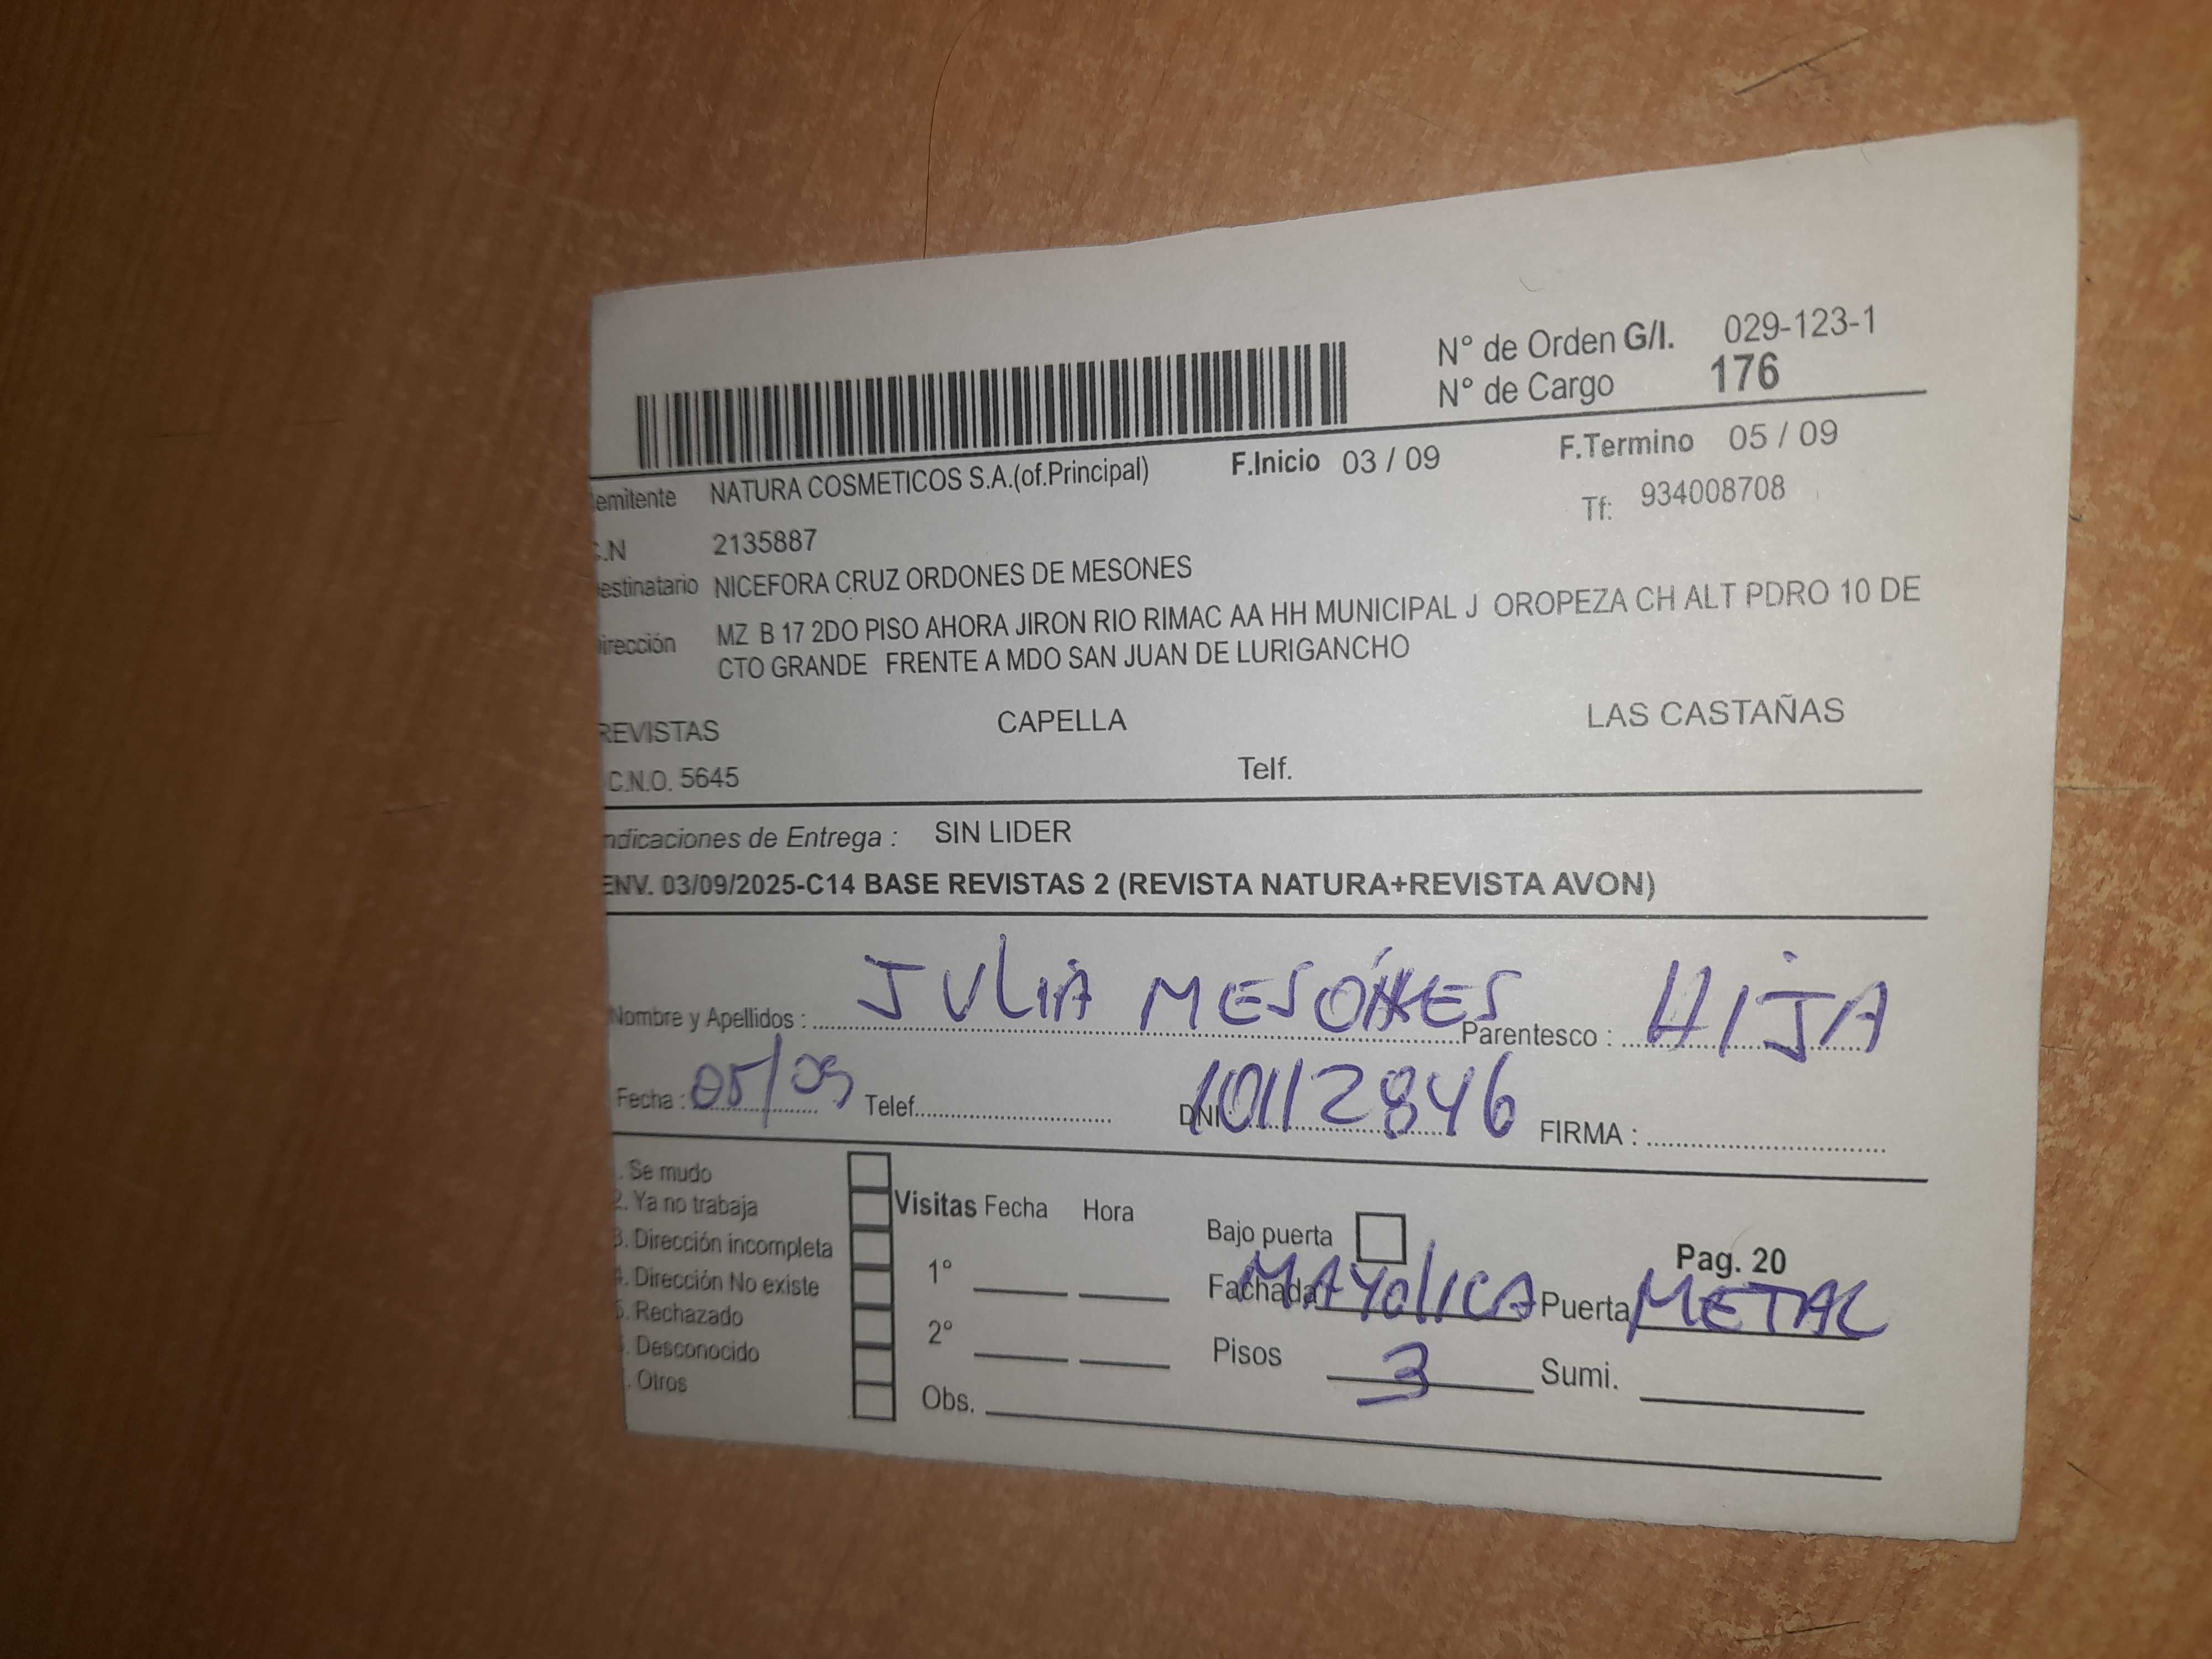 N° de Orden G/I. 029-123-1
N° de Cargo 176
F.Inicio 03 / 09 F.Termino 05 / 09
emitente NATURA COSMETICOS S.A.(of.Principal)
Tf: 934008708
.N 2135887
estinatario NICEFORA CRUZ ORDONES DE MESONES
irección MZ B 17 2DO PISO AHORA JIRON RIO RIMAC AA HH MUNICIPAL J OROPEZA CH ALT PDRO 10 DE
CTO GRANDE FRENTE A MDO SAN JUAN DE LURIGANCHO
REVISTAS CAPELLA LAS CASTAÑAS
C.N.O. 5645 Telf.
ndicaciones de Entrega : SIN LIDER
ENV. 03/09/2025-C14 BASE REVISTAS 2 (REVISTA NATURA+REVISTA AVON)
Nombre y Apellidos : JULIA Parentesco : HIJA
Fecha : 05/09 Telef. DNI: 10112846 FIRMA :
. Se mudo
2. Ya no trabaja
3. Dirección incompleta
4. Dirección No existe
5. Rechazado
. Desconocido
. Otros
Visitas Fecha Hora
1°
2°
Obs.
Bajo puerta Pag. 20
Fachada MAYOLICA Puerta METAL
Pisos 3 Sumi.